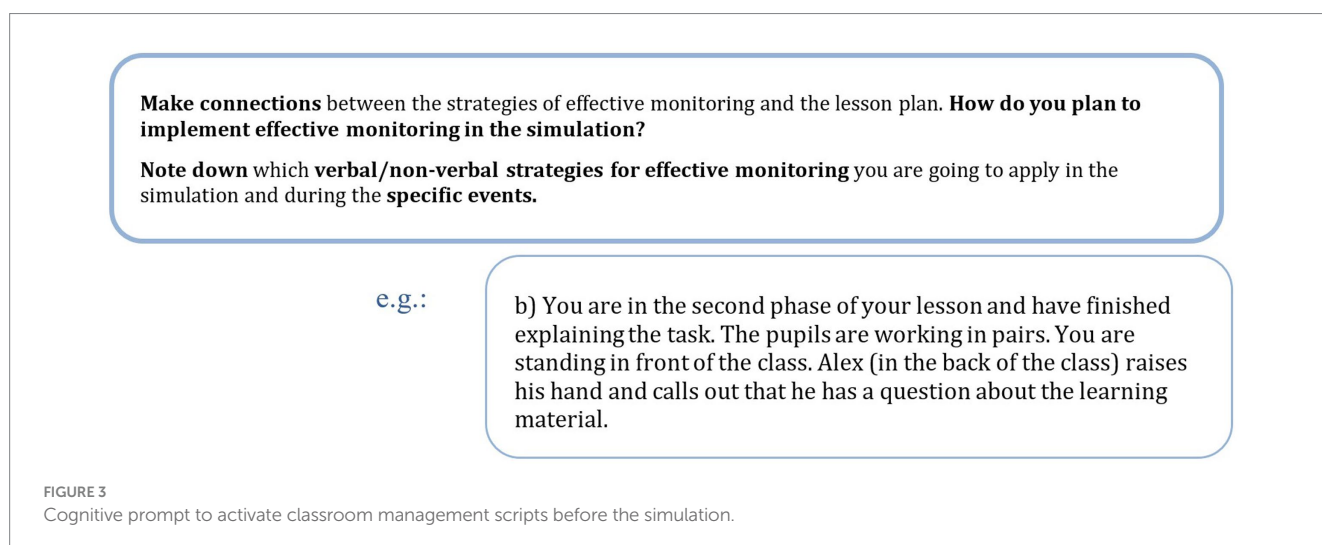 Make connections between the strategies of effective monitoring and the lesson plan. How do you plan to
implement effective monitoring in the simulation?
Note down which verbal/non-verbal strategies for effective monitoring you are going to apply in the
simulation and during the specific events.
e.g.:
b) You are in the second phase of your lesson and have finished
explaining the task. The pupils are working in pairs. You are
standing in front of the class. Alex (in the back of the class) raises
his hand and calls out that he has a question about the learning
material.
FIGURE 3
Cognitive prompt to activate classroom management scripts before the simulation.